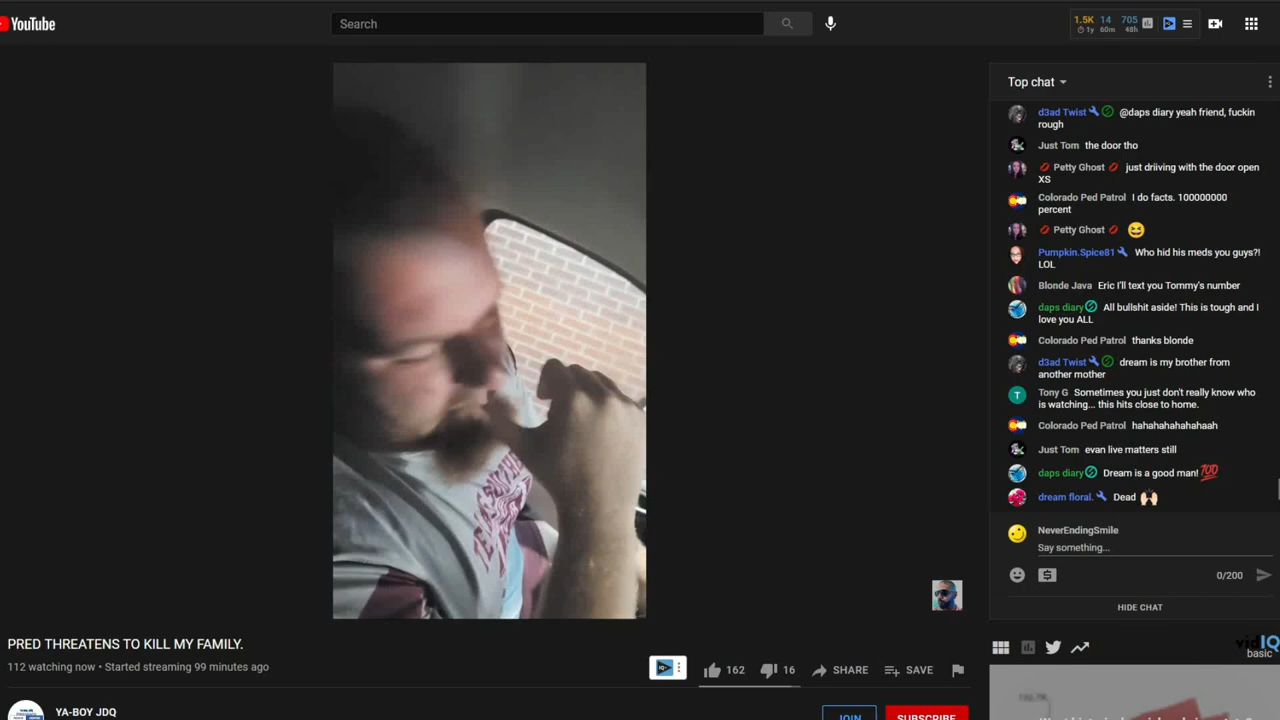 YouTube
Search
1.5K 14 705
1y 60m 48h
Top chat
d3ad Twist @daps diary yeah friend, fuckin
rough
Just Tom the door tho
Petty Ghost just driiving with the door open
XS
Colorado Ped Patrol I do facts. 100000000
percent
Petty Ghost
Pumpkin.Spice81 Who hid his meds you guys?!
LOL
Blonde Java Eric I'll text you Tommy's number
daps diary All bullshit aside! This is tough and I
love you ALL
Colorado Ped Patrol thanks blonde
d3ad Twist dream is my brother from
another mother
T Tony G Sometimes you just don't really know who
is watching... this hits close to home.
Colorado Ped Patrol hahahahahahaaah
Just Tom evan live matters still
daps diary Dream is a good man! 💯
dream floral. Dead
NeverEndingSmile
Say something...
0/200
HIDE CHAT
PRED THREATENS TO KILL MY FAMILY.
112 watching now • Started streaming 99 minutes ago
162 16 SHARE SAVE
vidIQ
basic
YA-BOY JDQ
JOIN SUBSCRIBE